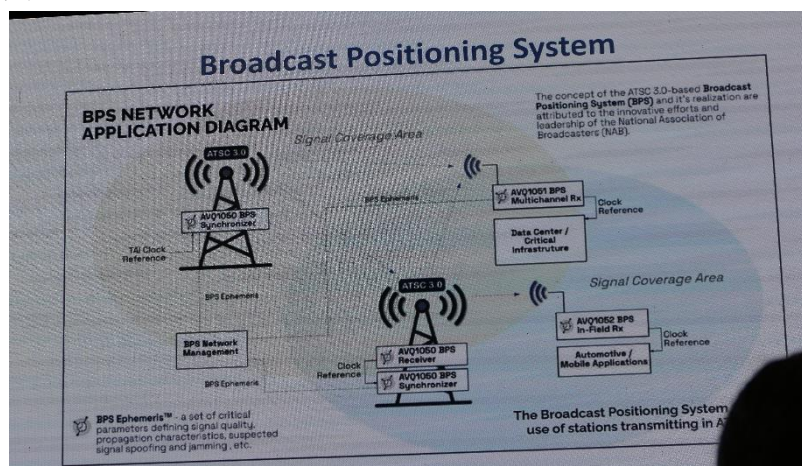 Broadcast Positioning System
BPS NETWORK
APPLICATION DIAGRAM
The concept of the ATSC 3.0-based Broadcast
Positioning System (BPS) and it's realization are
attributed to the innovative efforts and
leadership of the National Association of
Broadcasters (NAB).
Signal Coverage Area
ATSC 3.0
AVQ1050 BPS
Synchronizer
TAI Clock
Reference
BPS Ephemeris
BPS Ephemeris
AVQ1051 BPS
Multichannel Rx
Clock
Reference
Data Center /
Critical
Infrastruture
Signal Coverage Area
ATSC 3.0
BPS Network
Management
BPS Ephemeris
Clock
Reference
AVQ1050 BPS
Receiver
AVQ1050 BPS
Synchronizer
AVQ1052 BPS
In-Field Rx
Clock
Reference
Automotive /
Mobile Applications
BPS Ephemeris™ - a set of critical
parameters defining signal quality,
propagation characteristics, suspected
signal spoofing and jamming , etc.
The Broadcast Positioning System
use of stations transmitting in